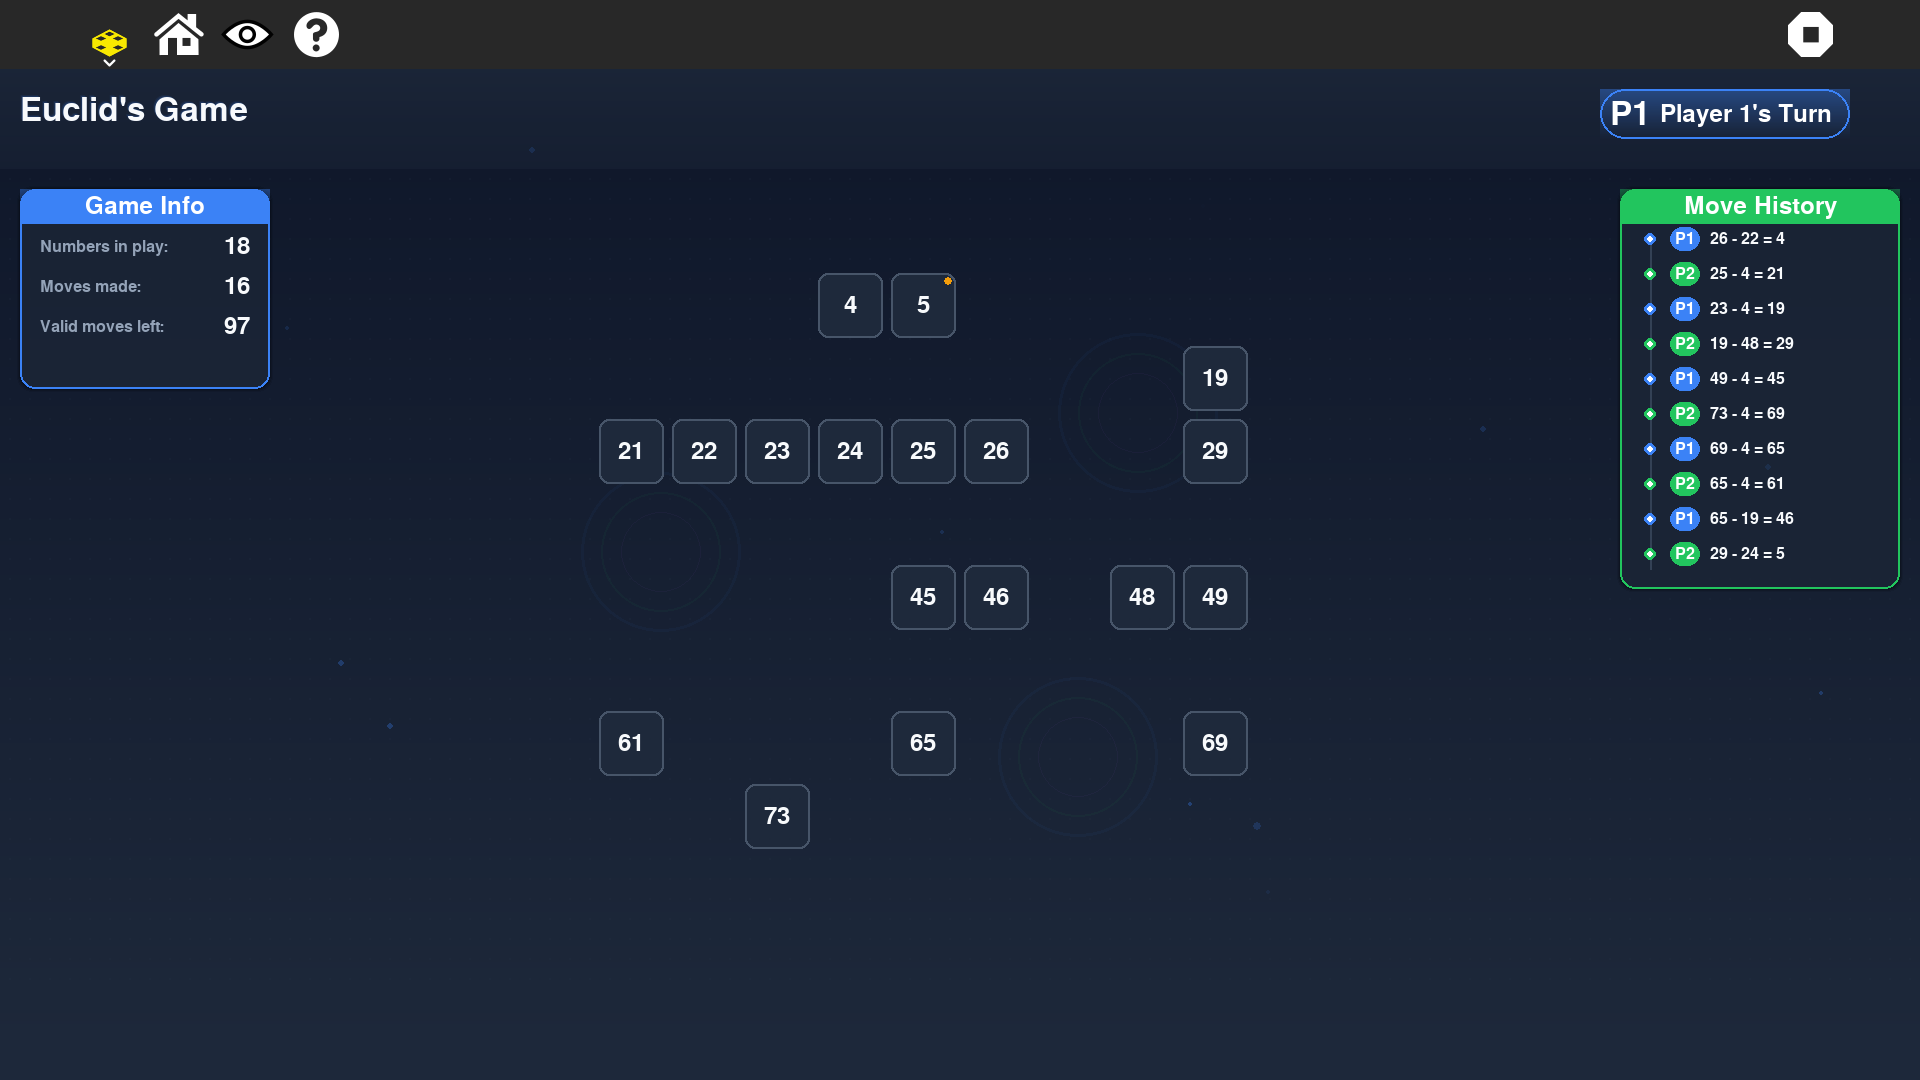 Euclid's Game
P1 Player 1's Turn
Game Info
Numbers in play: 18
Moves made: 16
Valid moves left: 97
4 5
19
21 22 23 24 25 26 29
45 46 48 49
61 65 69
73
Move History
P1 26 - 22 = 4
P2 25 - 4 = 21
P1 23 - 4 = 19
P2 19 - 48 = 29
P1 49 - 4 = 45
P2 73 - 4 = 69
P1 69 - 4 = 65
P2 65 - 4 = 61
P1 65 - 19 = 46
P2 29 - 24 = 5